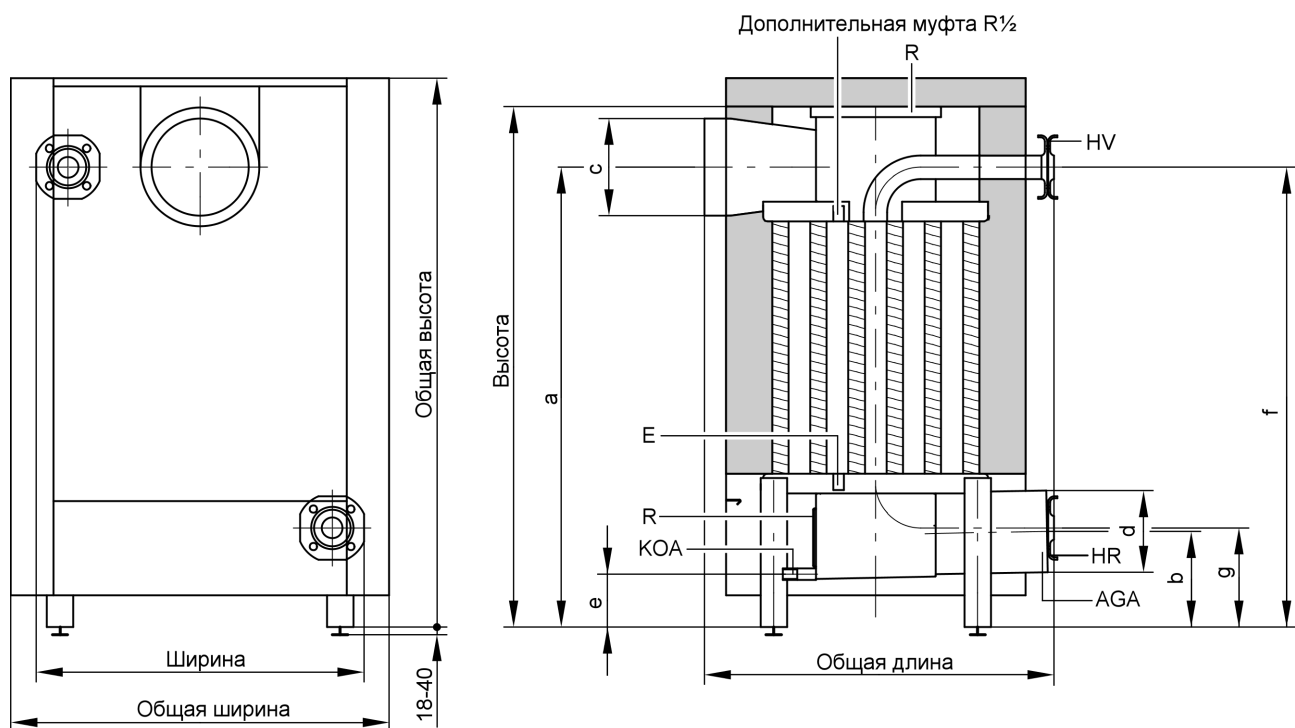 Дополнительная муфта R½
R
HV
c
Общая высота
Высота
a
f
E
R
KOA
e
d
HR
b
g
AGA
Ширина
Общая длина
18-40
Общая ширина